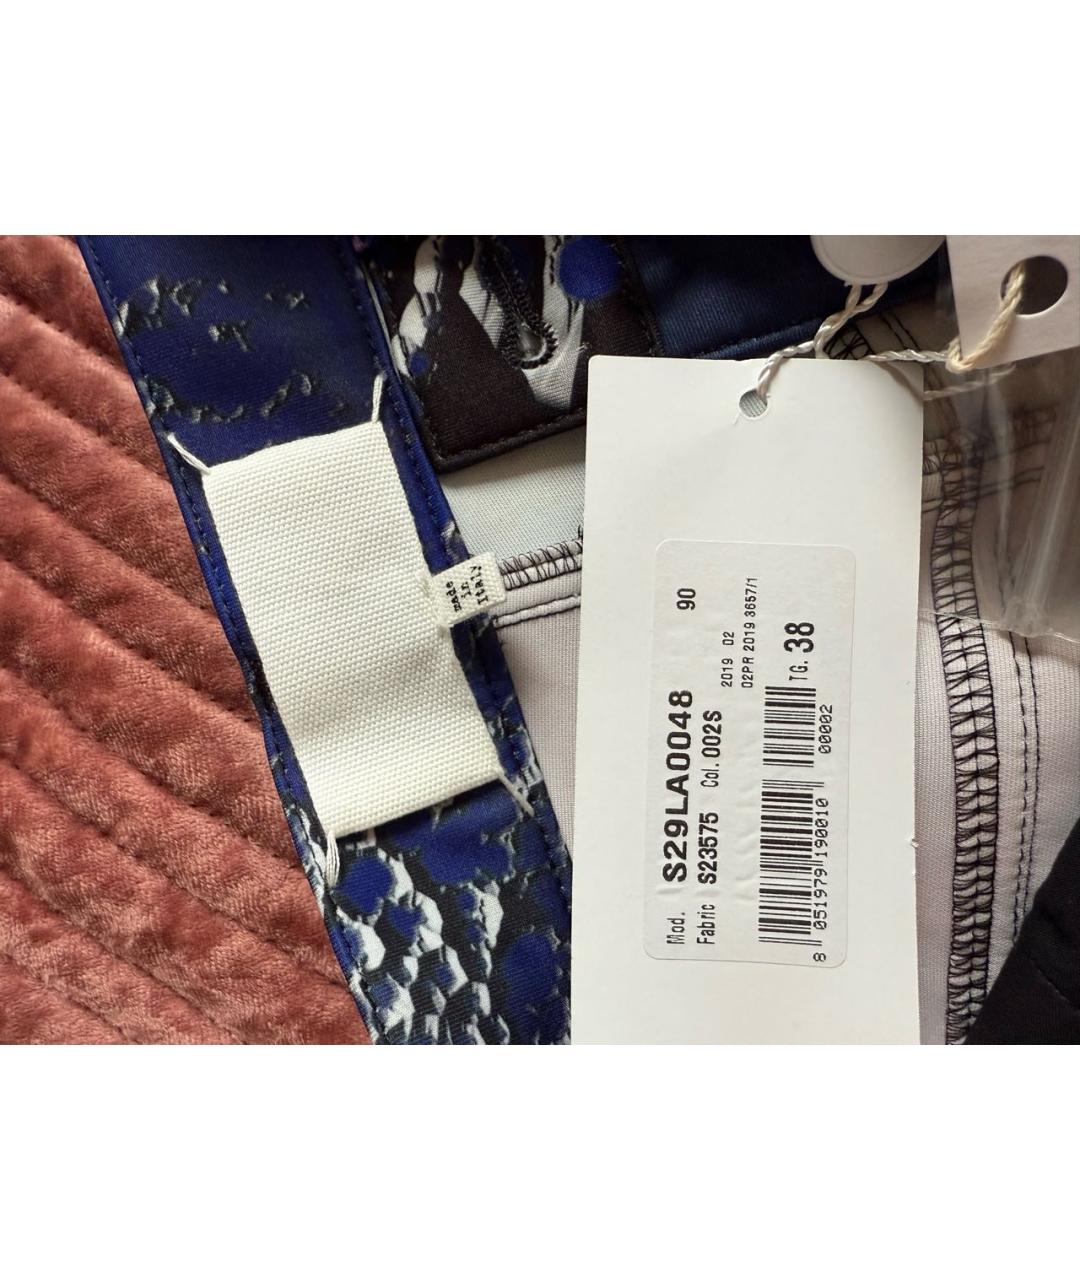 made
in
Italy
90
Mod. S29LA0048
Fabric S23575 Col. 002S
2019 02
02PR 2019 3657/1
TG. 38
8 051979 190010 00002